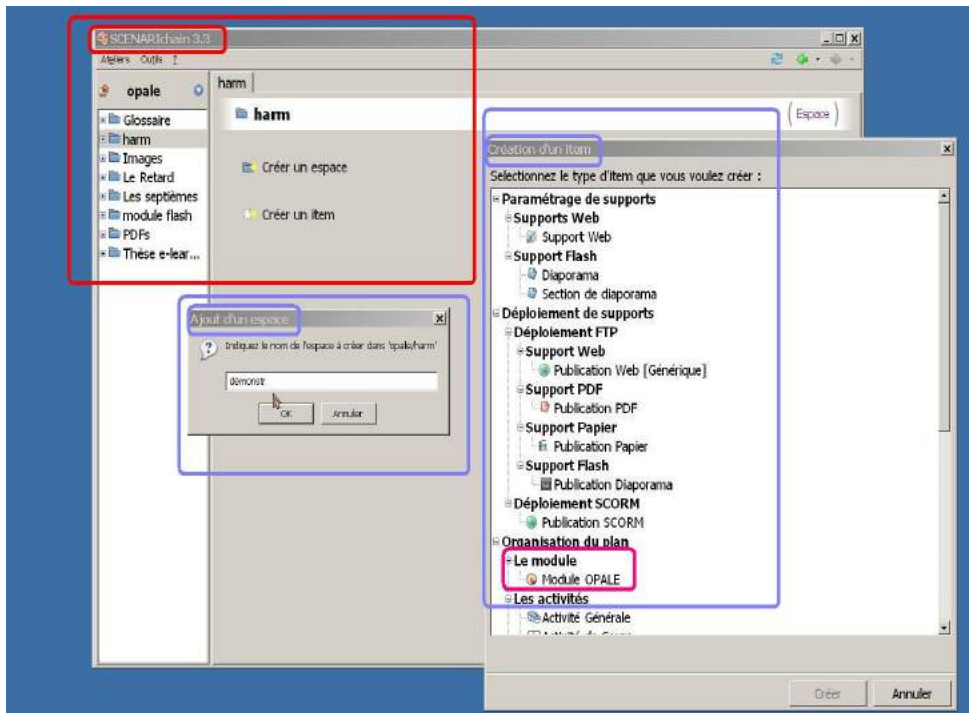 SCENARIchain 3.3
Ateliers Outils ?
opale
harm
harm
( Espace )
Glossaire
harm
Images
Le Retard
Les septièmes
module flash
PDFs
Thèse e-lear...
Créer un espace
Créer un item
Ajout d'un espace
Indiquez le nom de l'espace à créer dans 'opale/harm'
démonstr
OK Annuler
Création d'un item
Selectionnez le type d'item que vous voulez créer :
Paramétrage de supports
Supports Web
Support Web
Support Flash
Diaporama
Section de diaporama
Déploiement de supports
Déploiement FTP
Support Web
Publication Web [Générique]
Support PDF
Publication PDF
Support Papier
Publication Papier
Support Flash
Publication Diaporama
Déploiement SCORM
Publication SCORM
Organisation du plan
Le module
Module OPALE
Les activités
Activité Générale
Créer Annuler